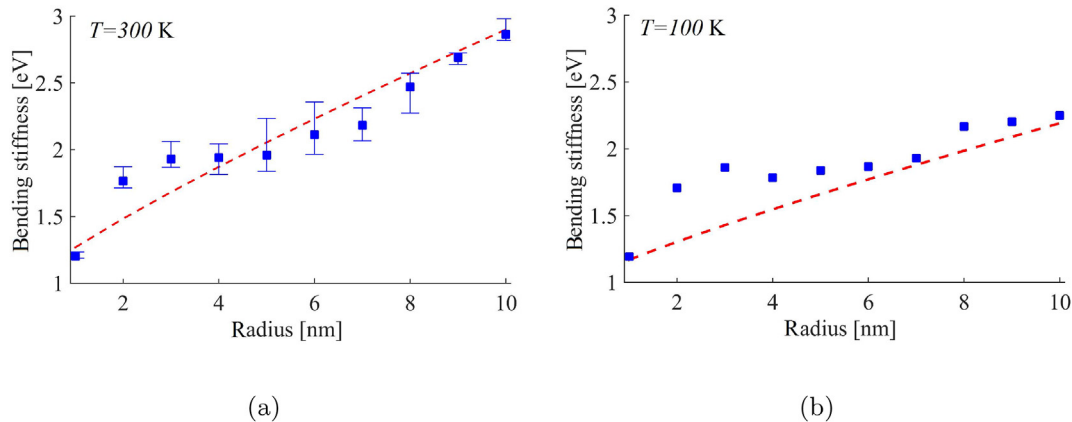 T=300 K
Bending stiffness [eV]
3
2.5
2
1.5
1
2 4 6 8 10
Radius [nm]
(a)
T=100 K
Bending stiffness [eV]
3
2.5
2
1.5
1
2 4 6 8 10
Radius [nm]
(b)